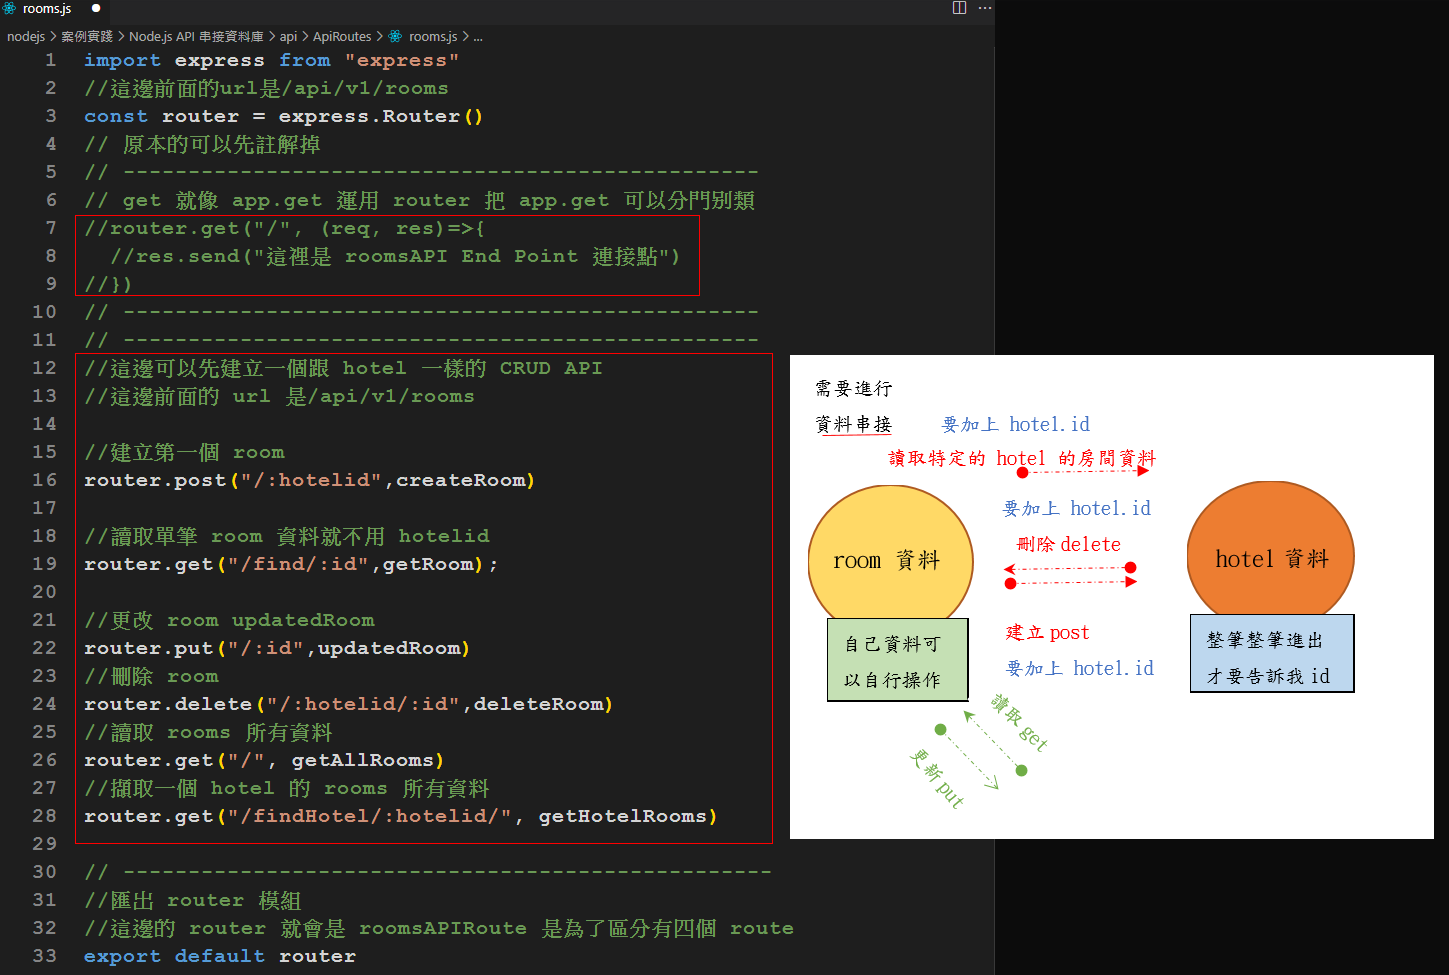 rooms.js
nodejs > 案例實踐 > Node.js API 串接資料庫 > api > ApiRoutes > rooms.js > ...
1 import express from "express"
2 //這邊前面的url是/api/v1/rooms
3 const router = express.Router()
4 // 原本的可以先註解掉
5 // -------------------------------------------------
6 // get 就像 app.get 運用 router 把 app.get 可以分門別類
7 //router.get("/", (req, res)=>{
8 //res.send("這裡是 roomsAPI End Point 連接點")
9 //})
10 // -------------------------------------------------
11 // -------------------------------------------------
12 //這邊可以先建立一個跟 hotel 一樣的 CRUD API
13 //這邊前面的 url 是/api/v1/rooms
14
15 //建立第一個 room
16 router.post("/:hotelid",createRoom)
17
18 //讀取單筆 room 資料就不用 hotelid
19 router.get("/find/:id",getRoom);
20
21 //更改 room updatedRoom
22 router.put("/:id",updatedRoom)
23 //刪除 room
24 router.delete("/:hotelid/:id",deleteRoom)
25 //讀取 rooms 所有資料
26 router.get("/", getAllRooms)
27 //擷取一個 hotel 的 rooms 所有資料
28 router.get("/findHotel/:hotelid/", getHotelRooms)
29
30 // --------------------------------------------------
31 //匯出 router 模組
32 //這邊的 router 就會是 roomsAPIRoute 是為了區分有四個 route
33 export default router
需要進行
資料串接
要加上 hotel.id
讀取特定的 hotel 的房間資料
要加上 hotel.id
刪除 delete
room 資料
hotel 資料
建立 post
要加上 hotel.id
自己資料可
以自行操作
整筆整筆進出
才要告訴我 id
讀取 get
更新 put